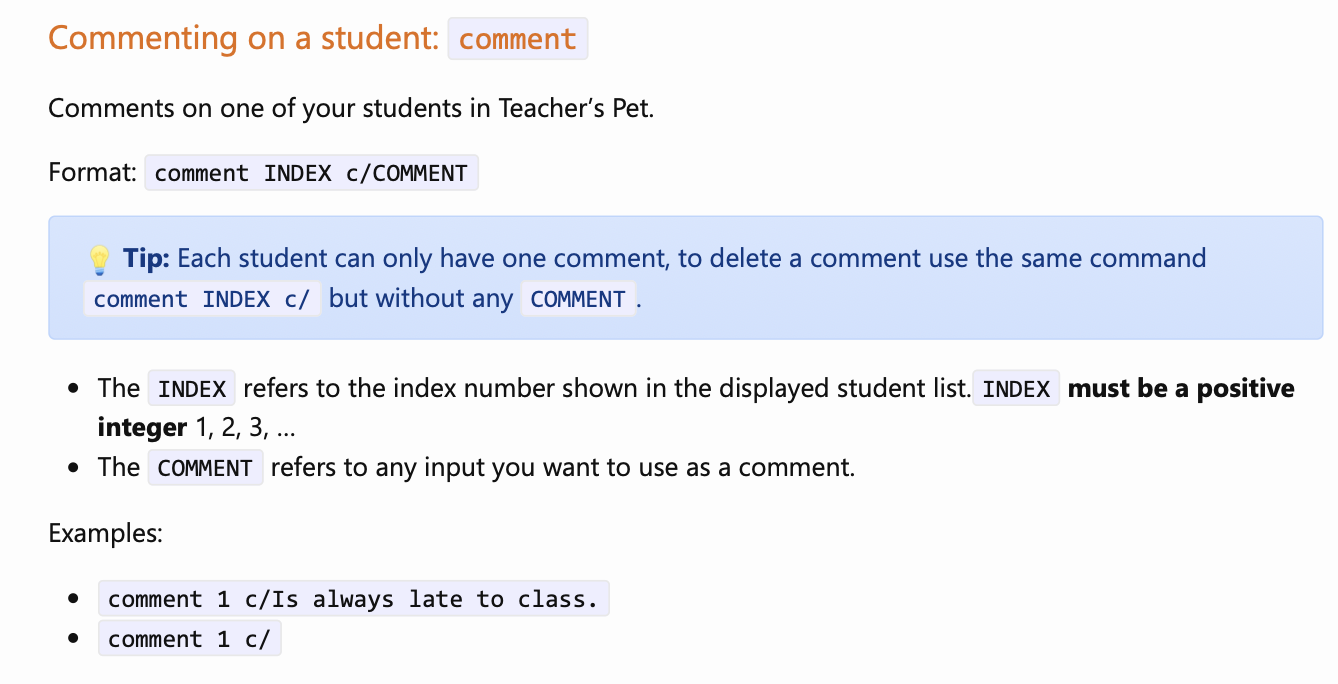 Commenting on a student: comment
Comments on one of your students in Teacher’s Pet.
Format: comment INDEX c/COMMENT
💡 Tip: Each student can only have one comment, to delete a comment use the same command
comment INDEX c/ but without any COMMENT.
• The INDEX refers to the index number shown in the displayed student list. INDEX must be a positive
integer 1, 2, 3, …
• The COMMENT refers to any input you want to use as a comment.
Examples:
• comment 1 c/Is always late to class.
• comment 1 c/